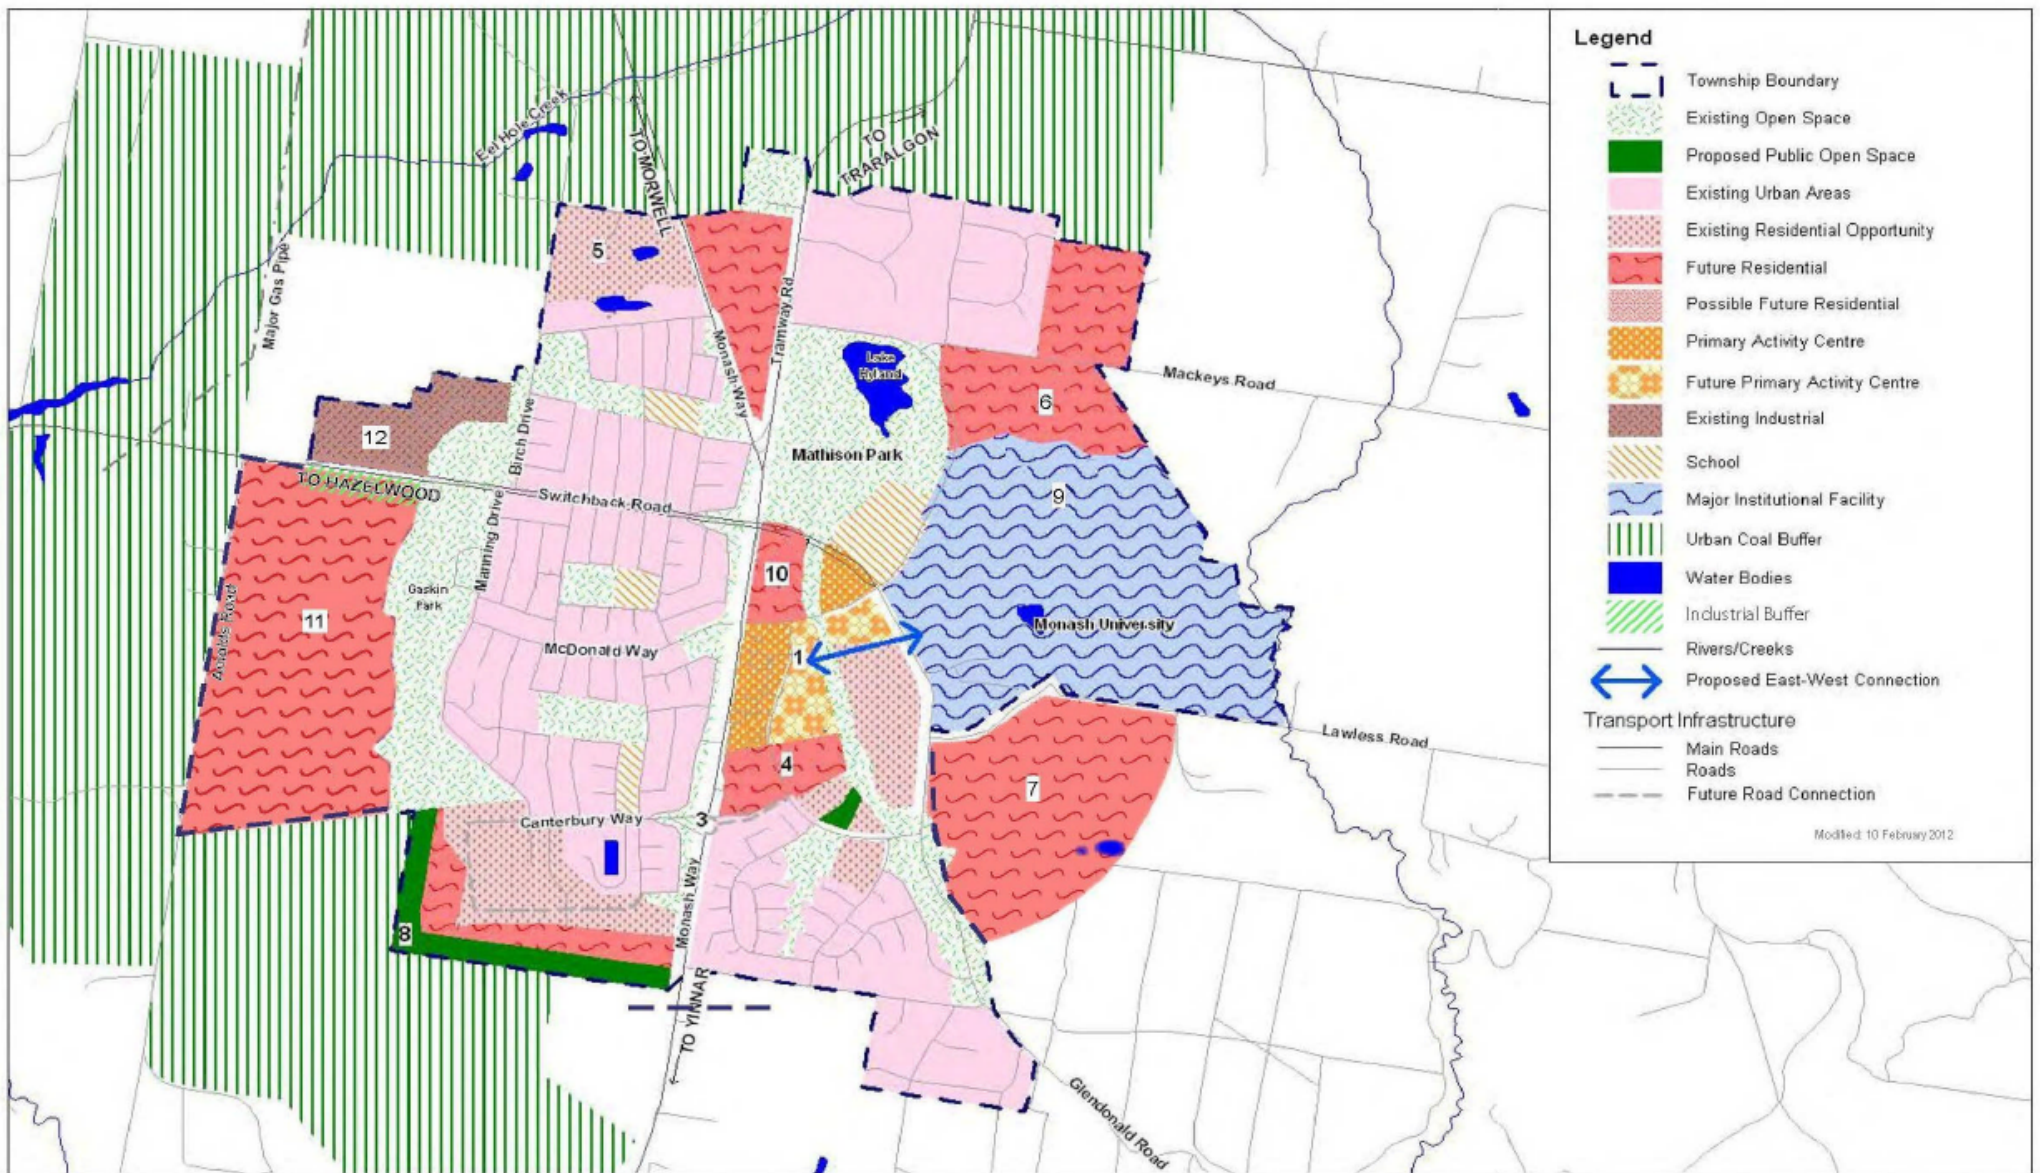 Eel Hole Creek
TO MORWELL
TO
TRARALGON
Major Gas Pipe
5
Tramway Rd
Monash Way
Lake
Hyland
Mackeys Road
6
Mathison Park
12
Birch Drive
TO HAZELWOOD
Switchback Road
9
Manning Drive
10
Gaskin
Park
11
McDonald Way
1
Monash University
Lawless Road
4
7
Canterbury Way
3
Monash Way
8
TO YINNAR
Glendonald Road
Legend
Township Boundary
Existing Open Space
Proposed Public Open Space
Existing Urban Areas
Existing Residential Opportunity
Future Residential
Possible Future Residential
Primary Activity Centre
Future Primary Activity Centre
Existing Industrial
School
Major Institutional Facility
Urban Coal Buffer
Water Bodies
Industrial Buffer
Rivers/Creeks
Proposed East-West Connection
Transport Infrastructure
Main Roads
Roads
Future Road Connection
Modified: 10 February 2012